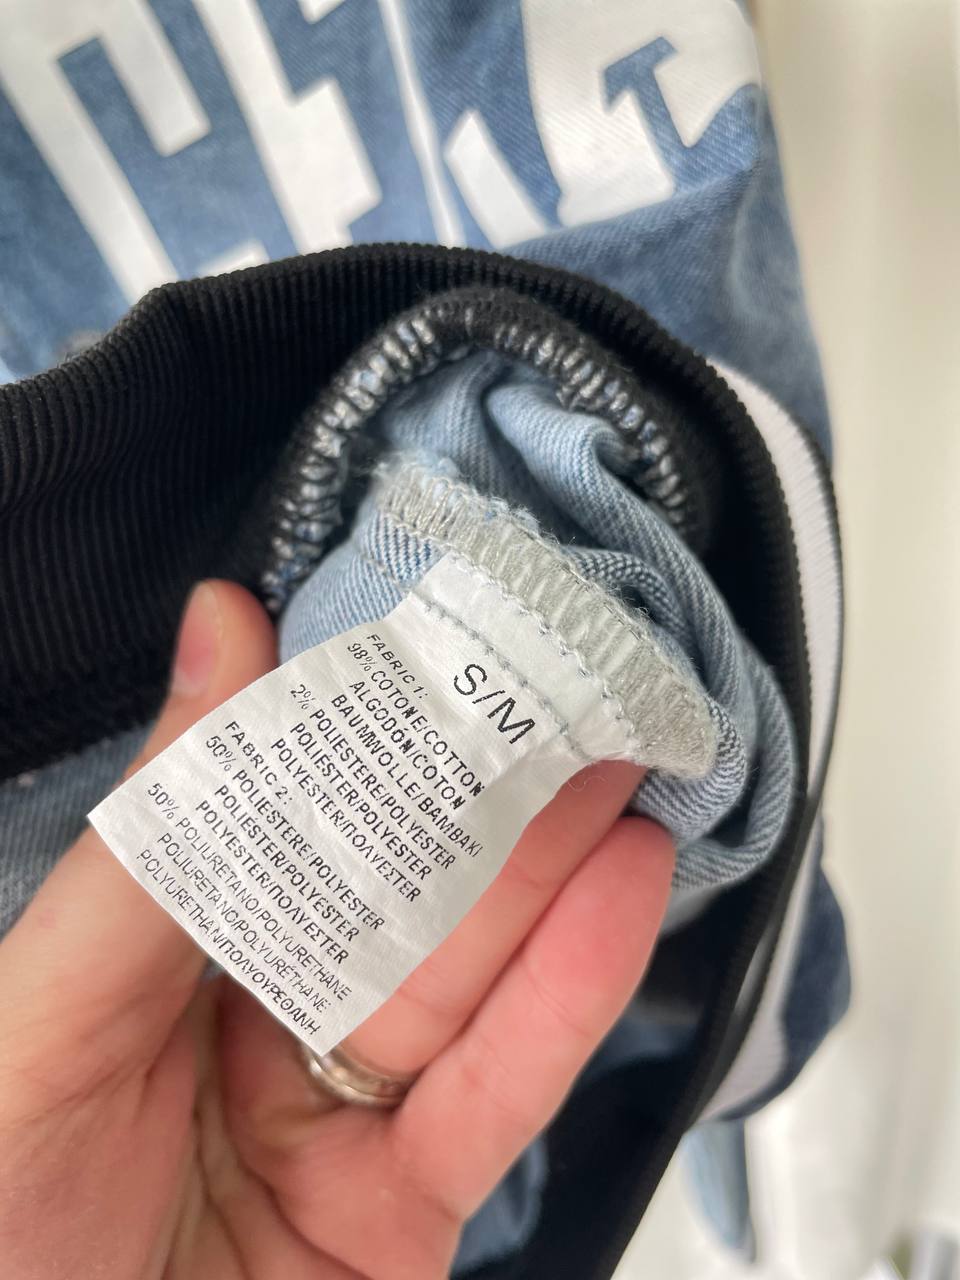 S/M
FABRIC 1:
98% COTONE/COTTON
ALGODÓN/COTON
BAUMWOLLE/BAMBAKI
2% POLIESTERE/POLYESTER
POLIÉSTER/POLYESTER
POLYESTER/ΠΟΛΥΕΣΤΕΡ
FABRIC 2:
50% POLIESTERE/POLYESTER
POLIÉSTER/POLYESTER
POLYESTER/ΠΟΛΥΕΣΤΕΡ
50% POLIURETANO/POLYURETHANE
POLIURETANO/POLYURÉTHANE
POLYURETHAN/ΠΟΛΥΟΥΡΕΘΑΝΗ